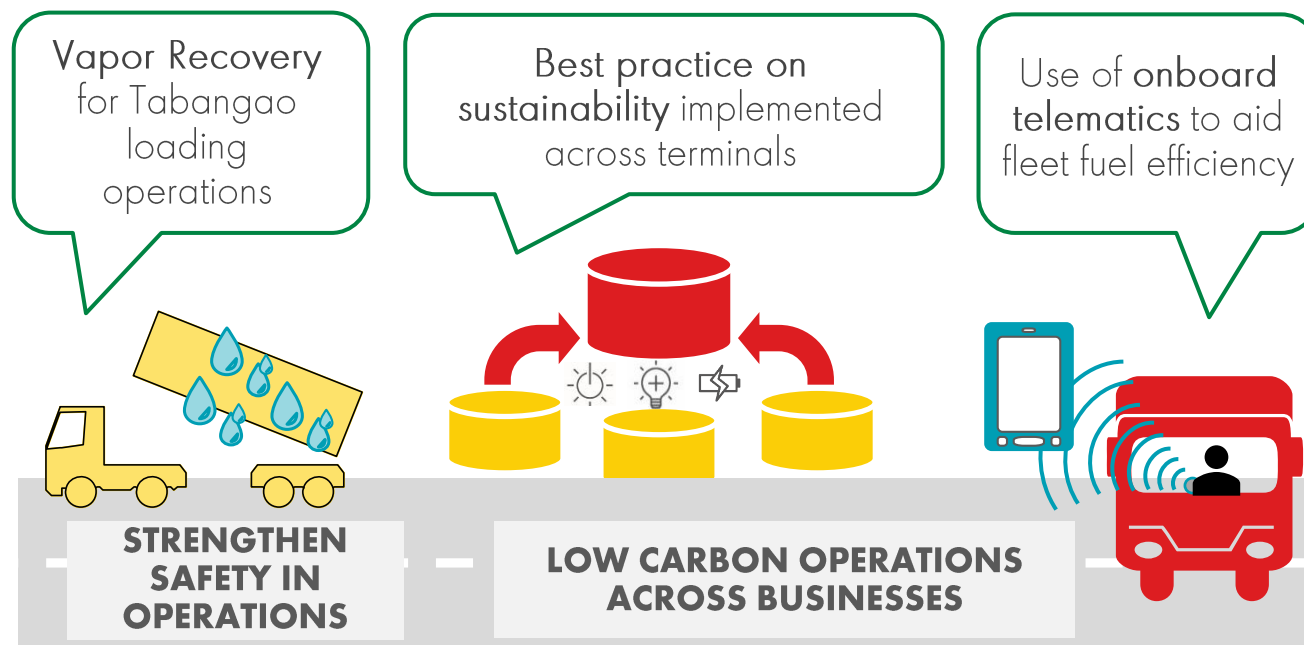 Vapor Recovery
for Tabangao
loading
operations
Best practice on
sustainability implemented
across terminals
Use of onboard
telematics to aid
fleet fuel efficiency
STRENGTHEN
SAFETY IN
OPERATIONS
LOW CARBON OPERATIONS
ACROSS BUSINESSES